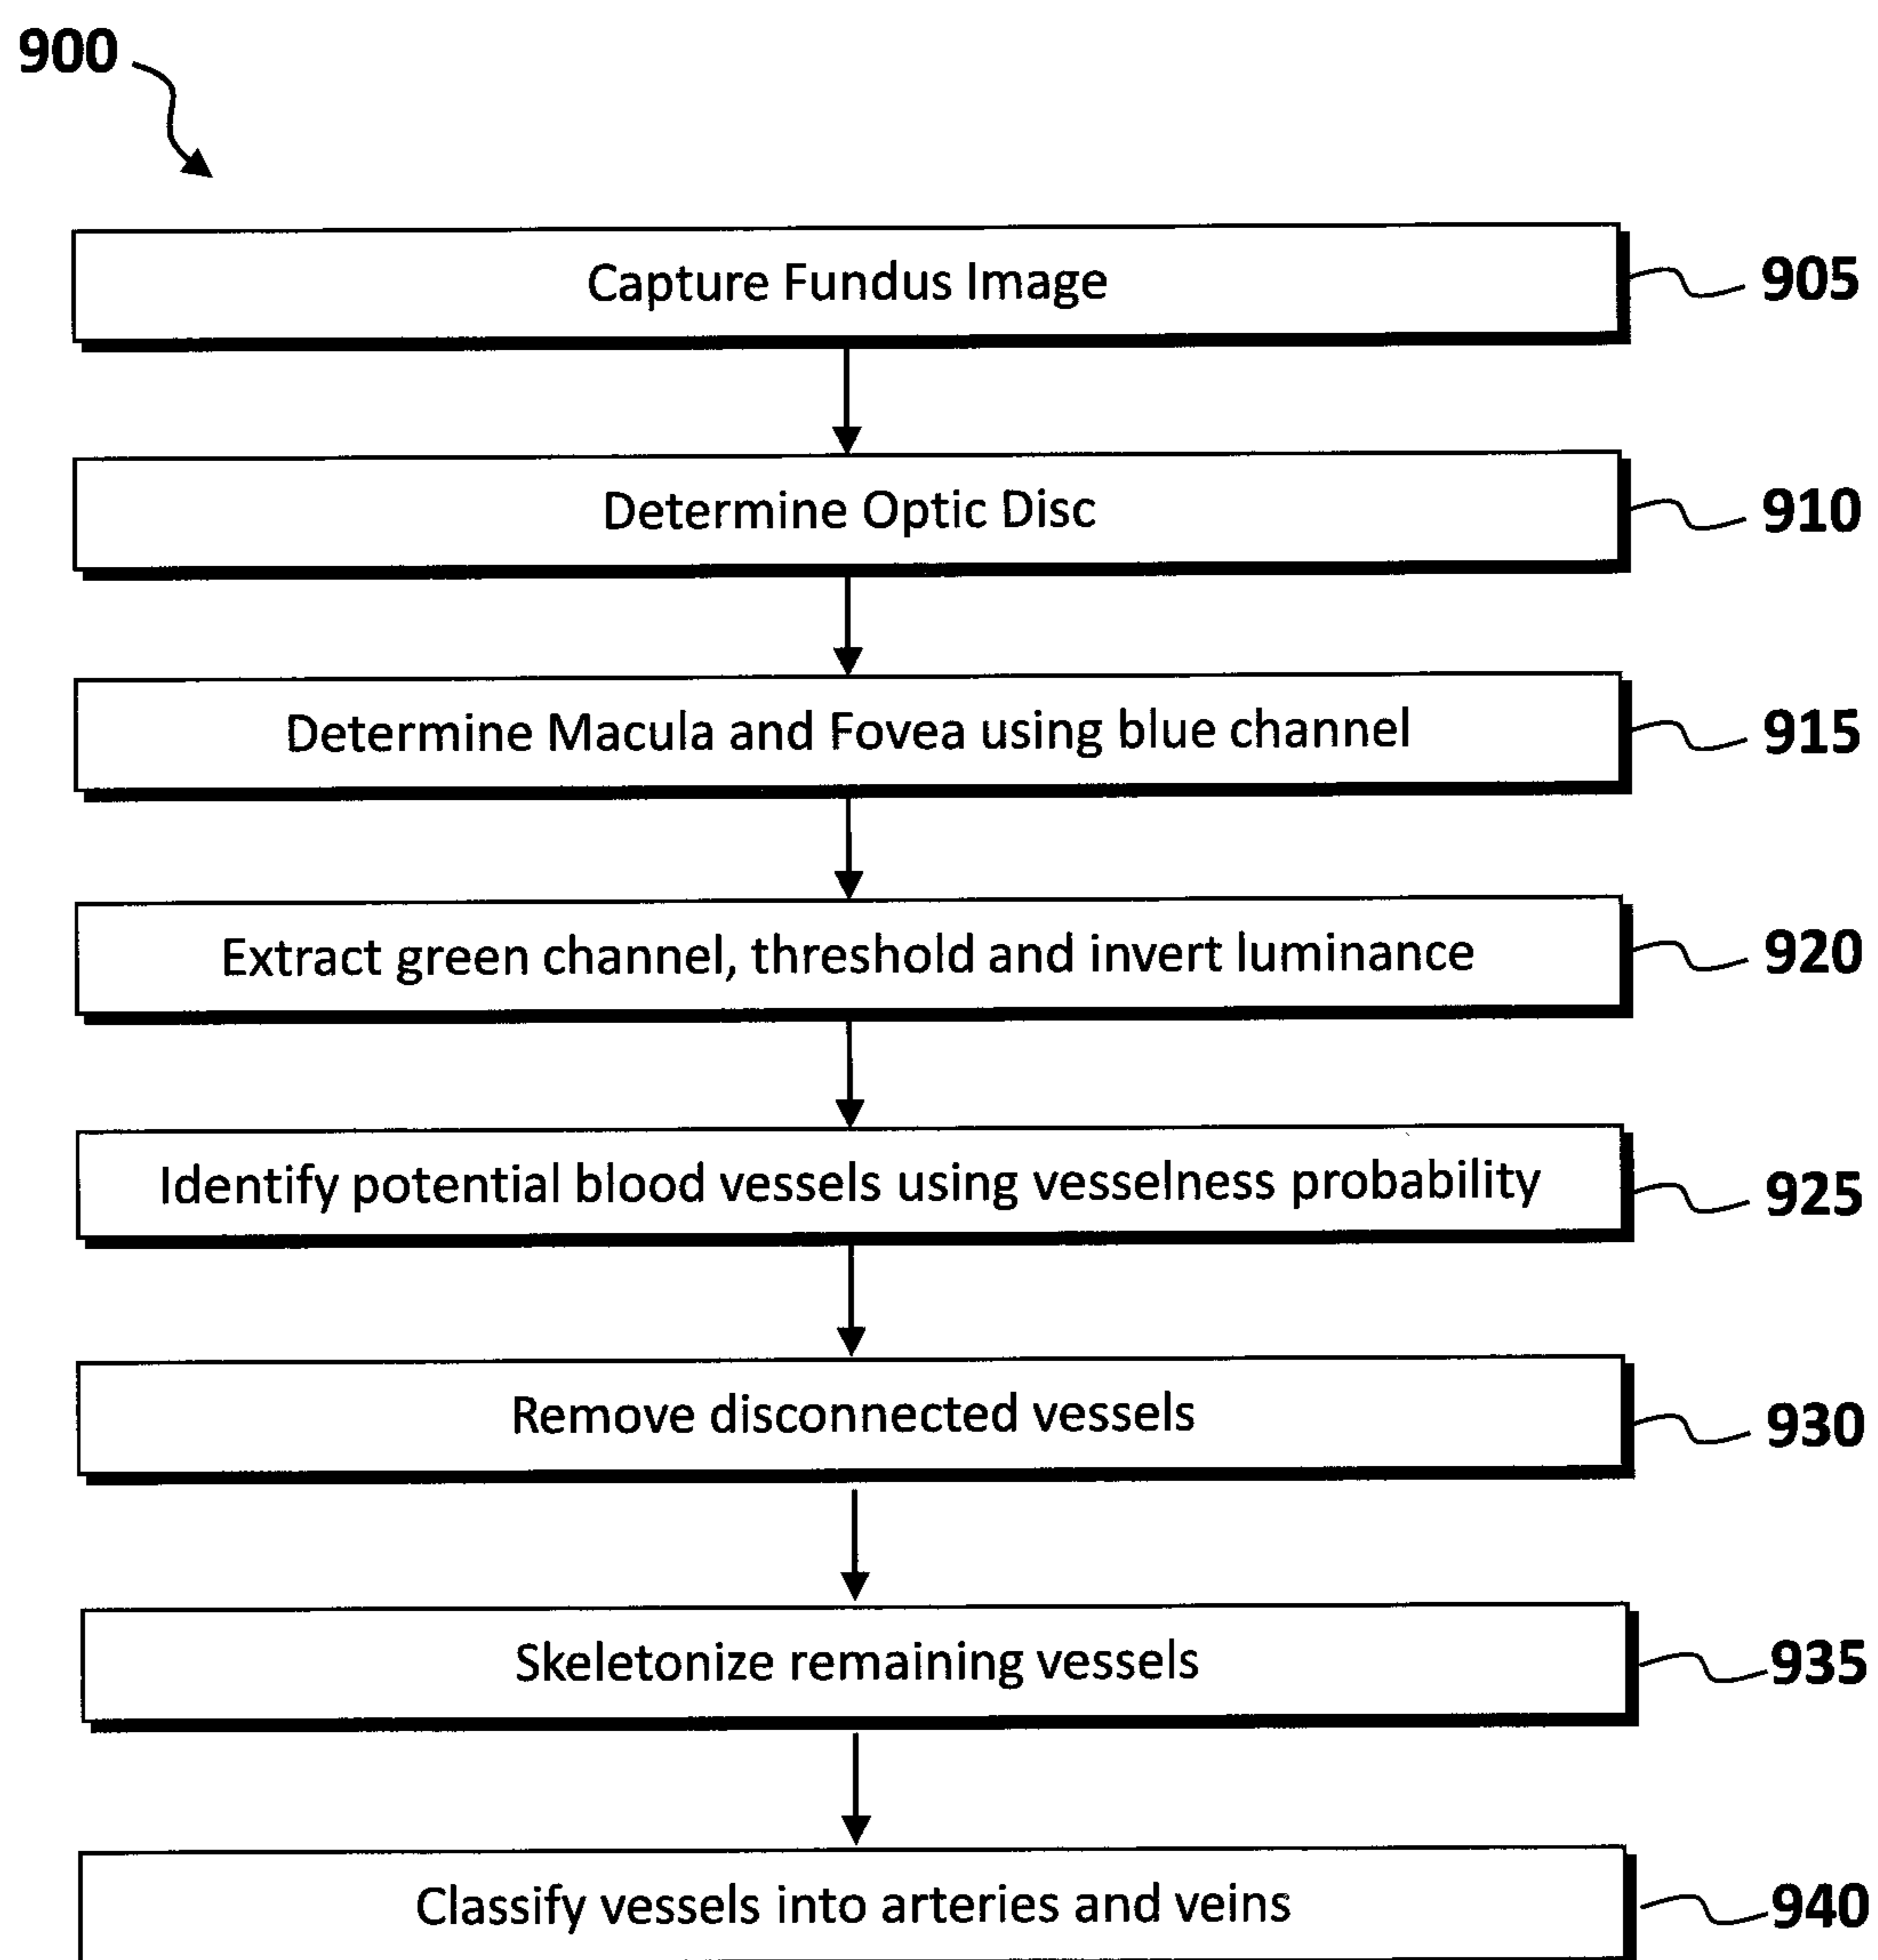 900
Capture Fundus Image 905
Determine Optic Disc 910
Determine Macula and Fovea using blue channel 915
Extract green channel, threshold and invert luminance 920
Identify potential blood vessels using vesselness probability 925
Remove disconnected vessels 930
Skeletonize remaining vessels 935
Classify vessels into arteries and veins 940